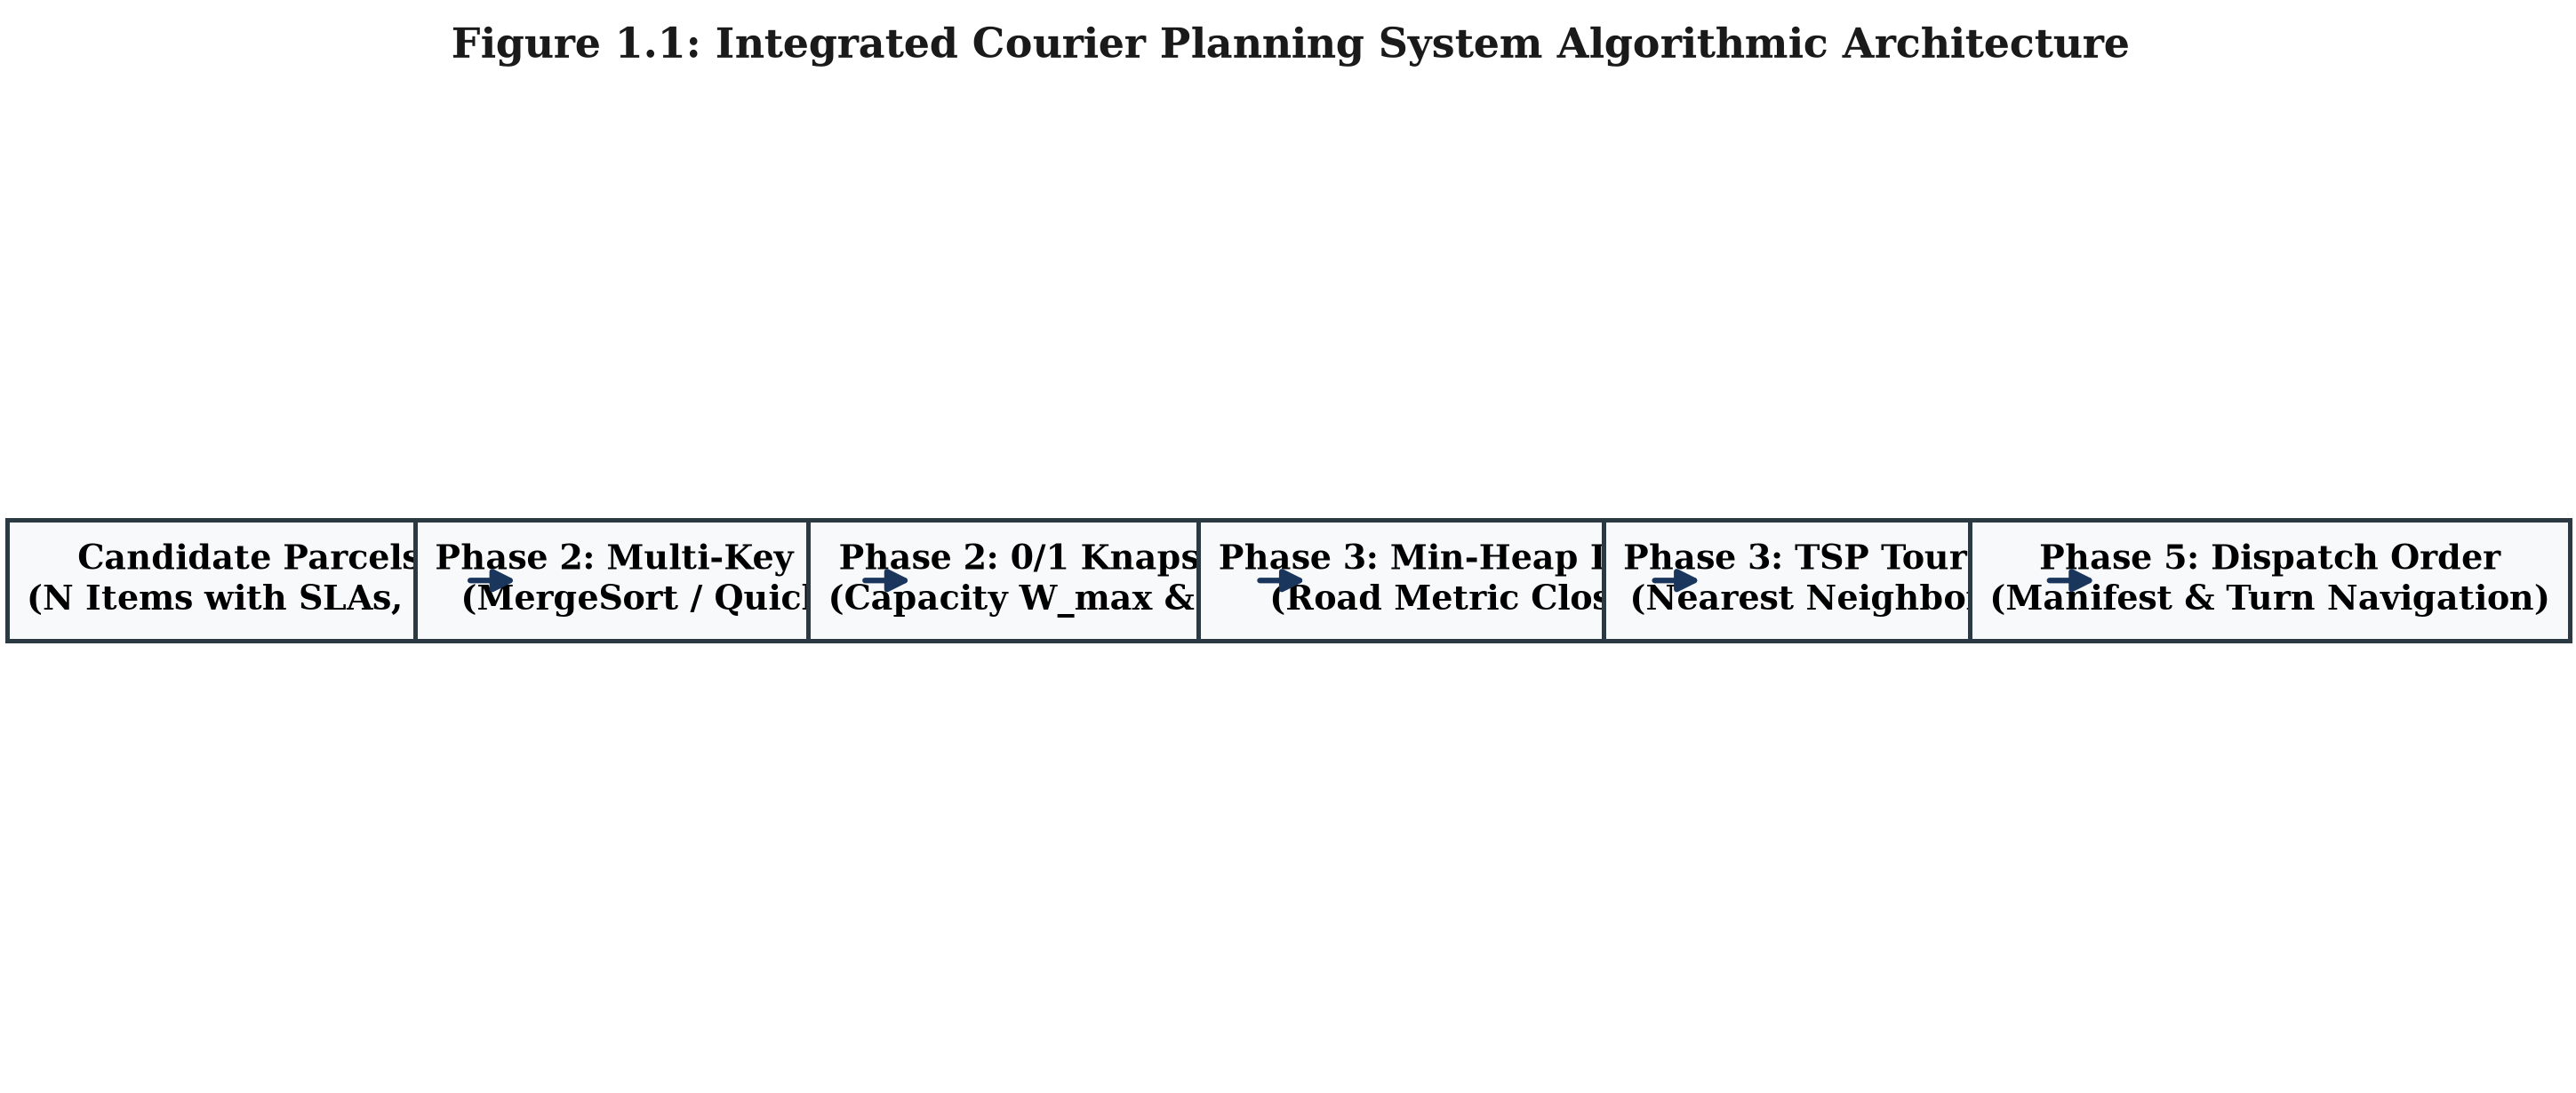 Figure 1.1: Integrated Courier Planning System Algorithmic Architecture
Candidate Parcels
(N Items with SLAs,
Phase 2: Multi-Key
(MergeSort / Quick
Phase 2: 0/1 Knaps
(Capacity W_max &
Phase 3: Min-Heap
(Road Metric Clos
Phase 3: TSP Tour
(Nearest Neighbor
Phase 5: Dispatch Order
(Manifest & Turn Navigation)